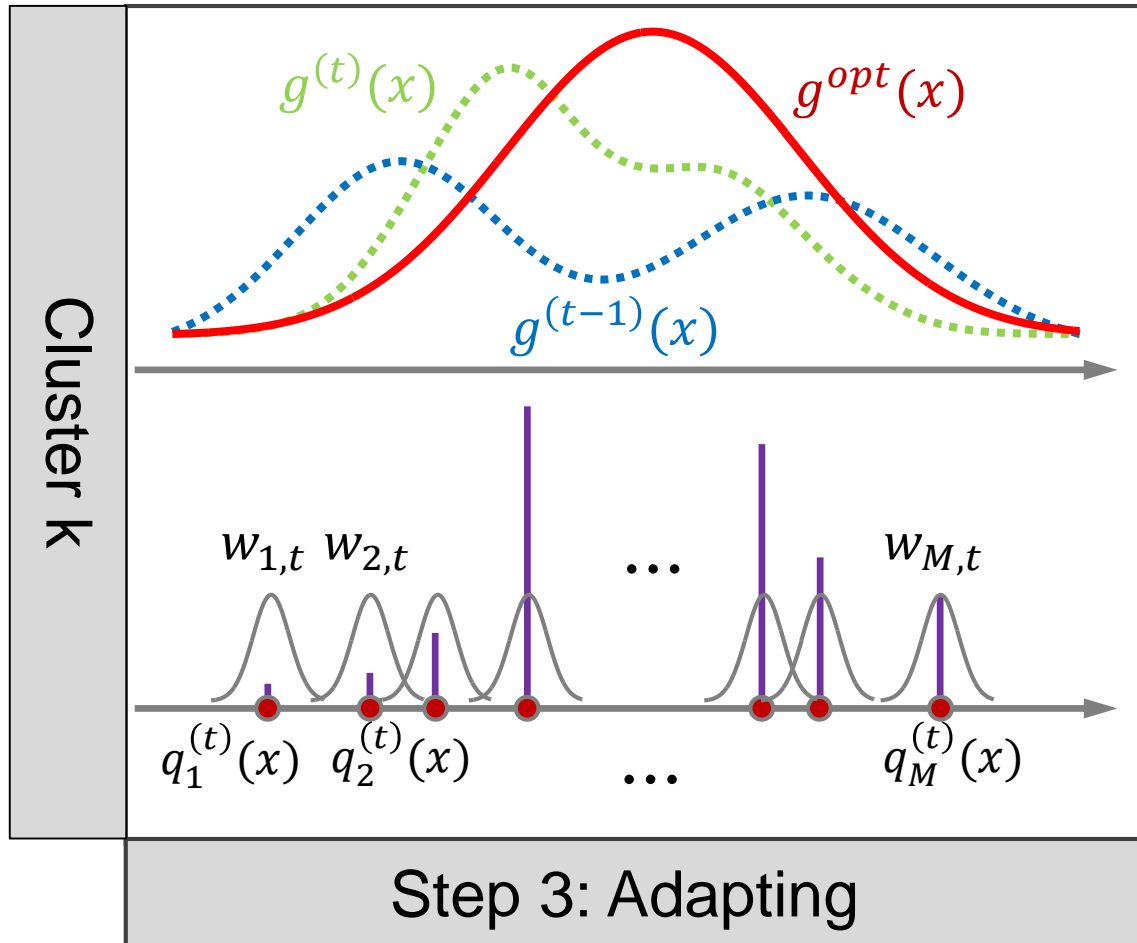 Cluster k
g^{(t)}(x)
g^{opt}(x)
g^{(t-1)}(x)
w_{1,t} w_{2,t} ... w_{M,t}
q_1^{(t)}(x) q_2^{(t)}(x) ... q_M^{(t)}(x)
Step 3: Adapting